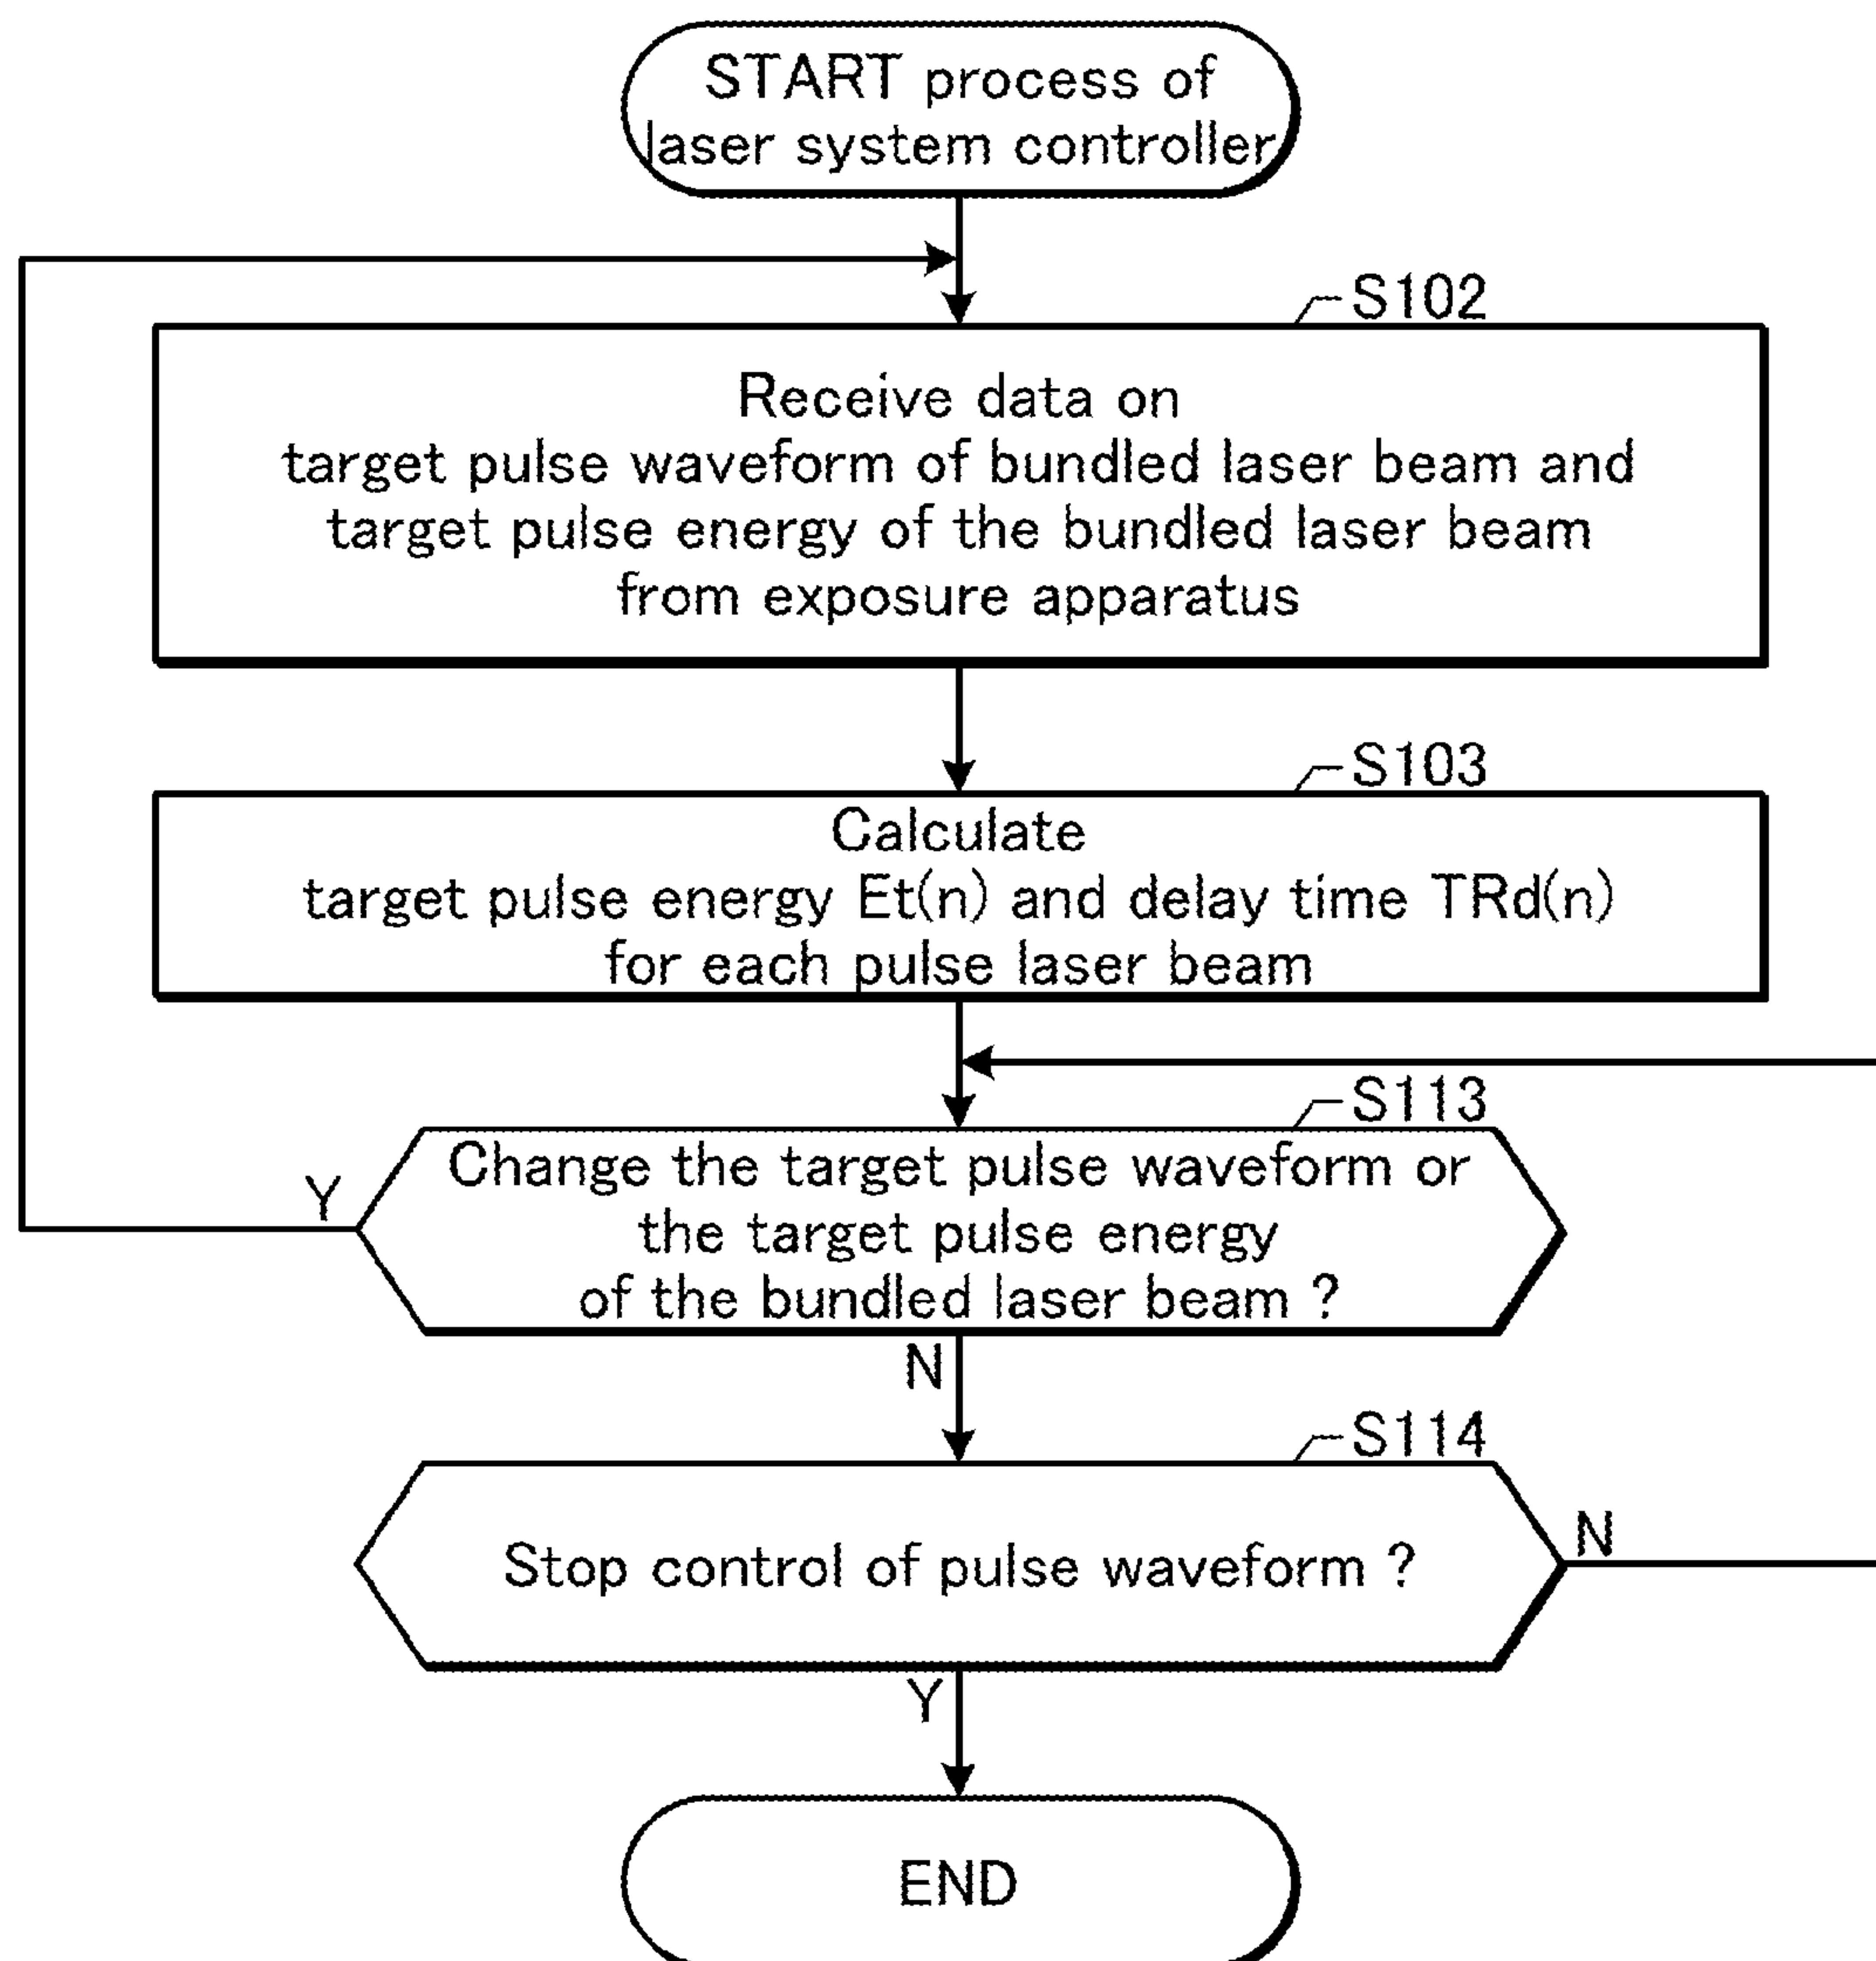 START process of
laser system controller
S102
Receive data on
target pulse waveform of bundled laser beam and
target pulse energy of the bundled laser beam
from exposure apparatus
S103
Calculate
target pulse energy Et(n) and delay time TRd(n)
for each pulse laser beam
S113
Change the target pulse waveform or
the target pulse energy
of the bundled laser beam ?
Y
N
S114
Stop control of pulse waveform ?
N
Y
END